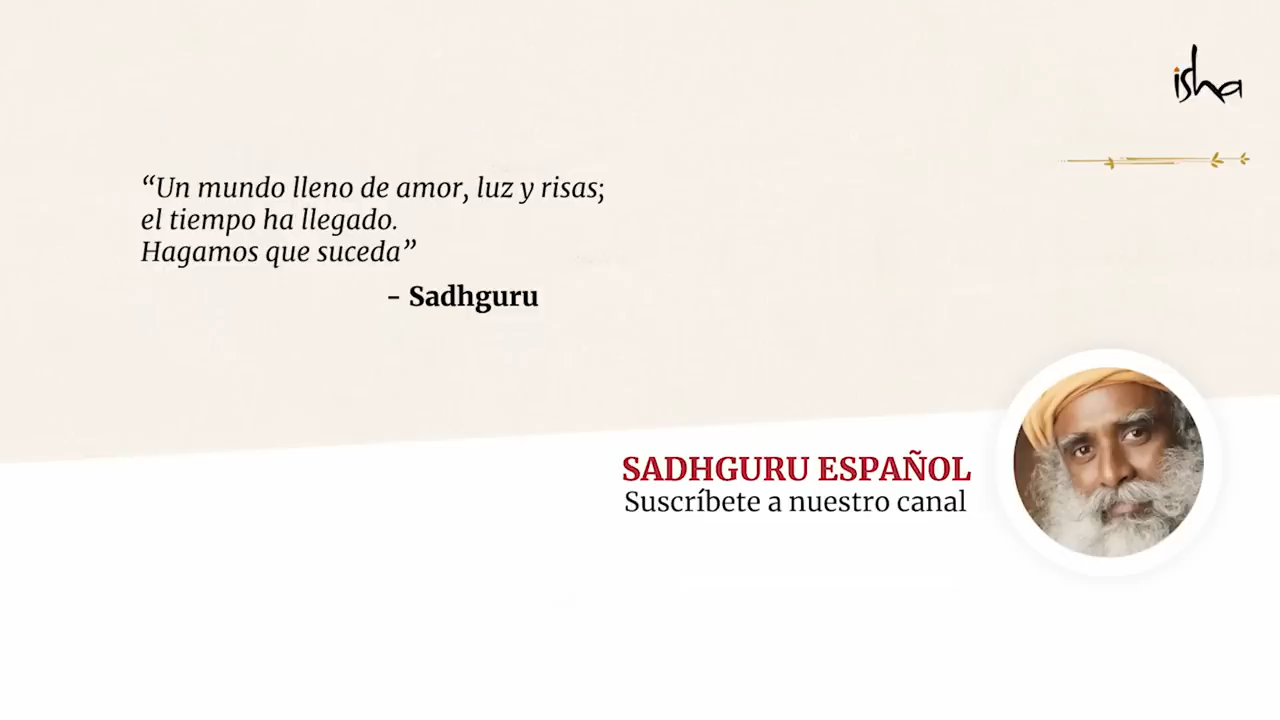 isha
“Un mundo lleno de amor, luz y risas;
el tiempo ha llegado.
Hagamos que suceda”
- Sadhguru
SADHGURU ESPAÑOL
Suscríbete a nuestro canal